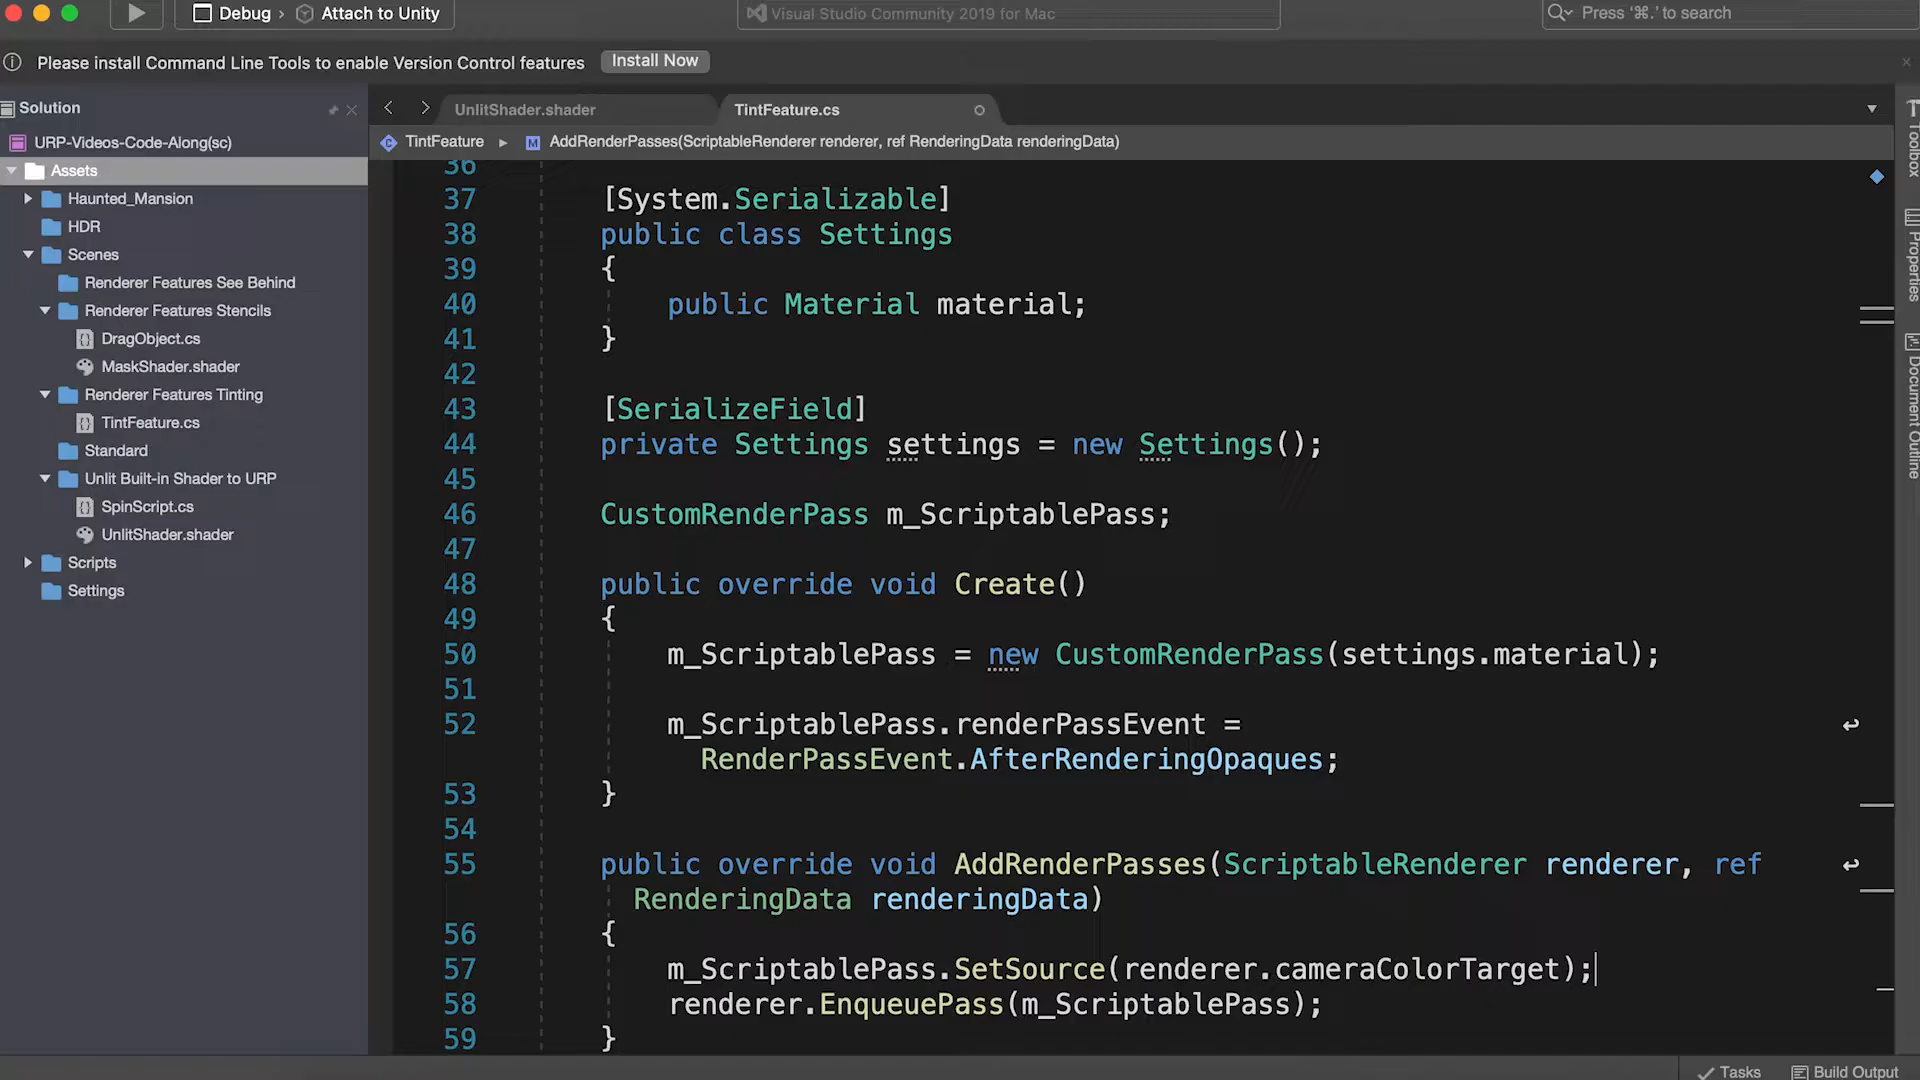 Debug › Attach to Unity
Visual Studio Community 2019 for Mac
Press '⌘.' to search
Please install Command Line Tools to enable Version Control features
Install Now
Solution
URP-Videos-Code-Along(sc)
Assets
Haunted_Mansion
HDR
Scenes
Renderer Features See Behind
Renderer Features Stencils
DragObject.cs
MaskShader.shader
Renderer Features Tinting
TintFeature.cs
Standard
Unlit Built-in Shader to URP
SpinScript.cs
UnlitShader.shader
Scripts
Settings
UnlitShader.shader
TintFeature.cs
TintFeature
M AddRenderPasses(ScriptableRenderer renderer, ref RenderingData renderingData)
36
37 [System.Serializable]
38 public class Settings
39 {
40 public Material material;
41 }
42
43 [SerializeField]
44 private Settings settings = new Settings();
45
46 CustomRenderPass m_ScriptablePass;
47
48 public override void Create()
49 {
50 m_ScriptablePass = new CustomRenderPass(settings.material);
51
52 m_ScriptablePass.renderPassEvent =
RenderPassEvent.AfterRenderingOpaques;
53 }
54
55 public override void AddRenderPasses(ScriptableRenderer renderer, ref
RenderingData renderingData)
56 {
57 m_ScriptablePass.SetSource(renderer.cameraColorTarget);
58 renderer.EnqueuePass(m_ScriptablePass);
59 }
Toolbox
Properties
Document Outline
Tasks
Build Output